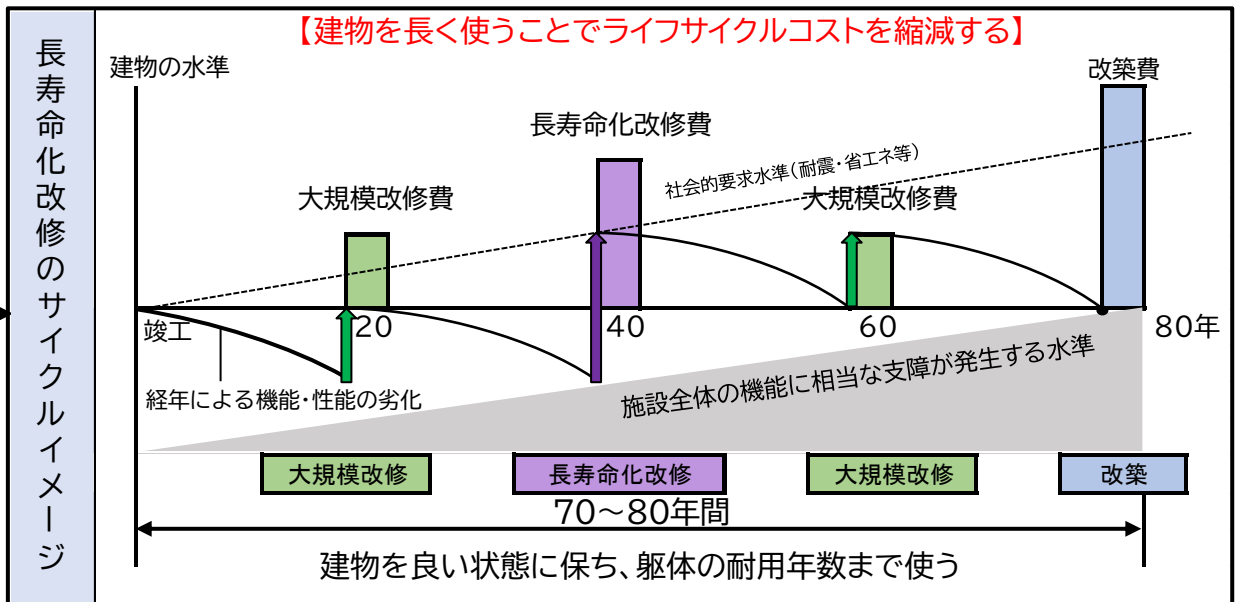 長寿命化改修のサイクルイメージ
【建物を長く使うことでライフサイクルコストを縮減する】
建物の水準
改築費
長寿命化改修費
社会的要求水準(耐震・省エネ等)
大規模改修費
大規模改修費
竣工
20
40
60
80年
経年による機能・性能の劣化
施設全体の機能に相当な支障が発生する水準
大規模改修
長寿命化改修
大規模改修
改築
70～80年間
建物を良い状態に保ち、躯体の耐用年数まで使う